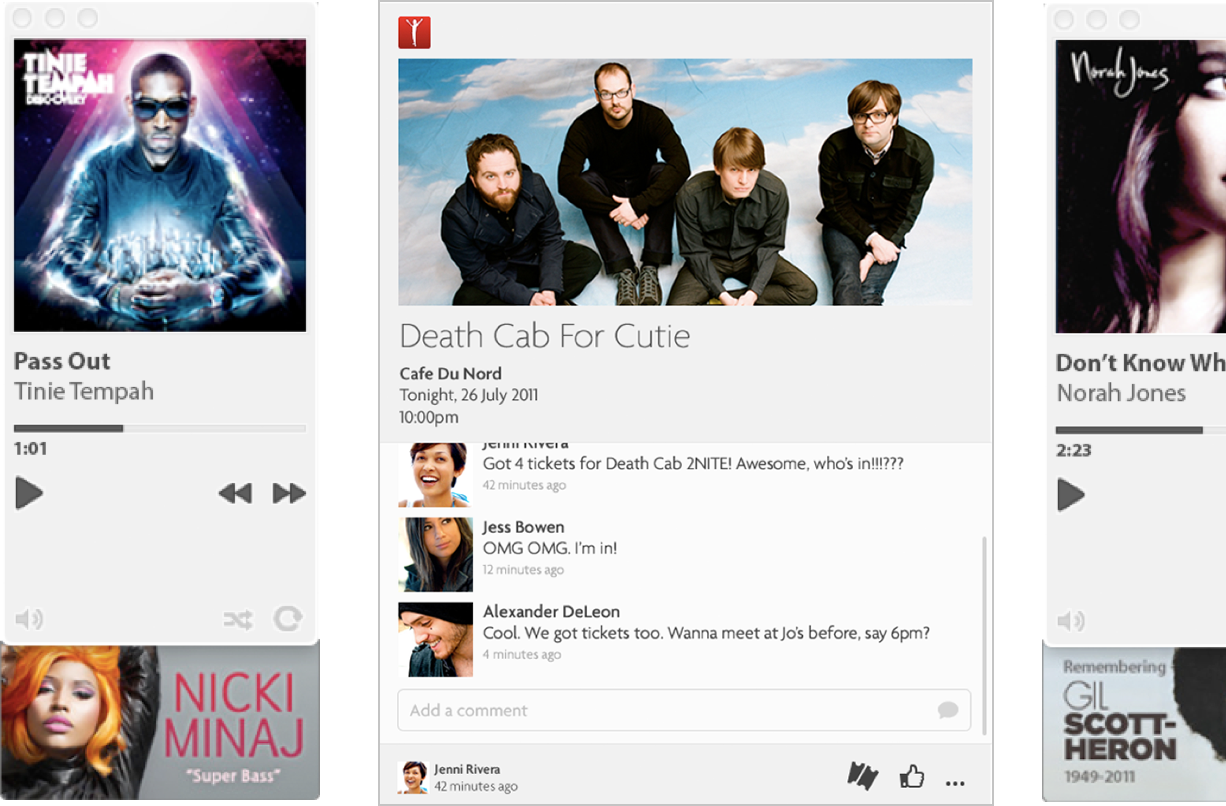 TINIE
TEMPAH
DISC-OVERY
Pass Out
Tinie Tempah
1:01
NICKI
MINAJ
“Super Bass”
Death Cab For Cutie
Cafe Du Nord
Tonight, 26 July 2011
10:00pm
Jenni Rivera
Got 4 tickets for Death Cab 2NITE! Awesome, who’s in!!!???
42 minutes ago
Jess Bowen
OMG OMG. I’m in!
12 minutes ago
Alexander DeLeon
Cool. We got tickets too. Wanna meet at Jo’s before, say 6pm?
4 minutes ago
Add a comment
Jenni Rivera
42 minutes ago
Norah Jones
Don’t Know Wh
Norah Jones
2:23
Remembering
GIL
SCOTT-
HERON
1949-2011